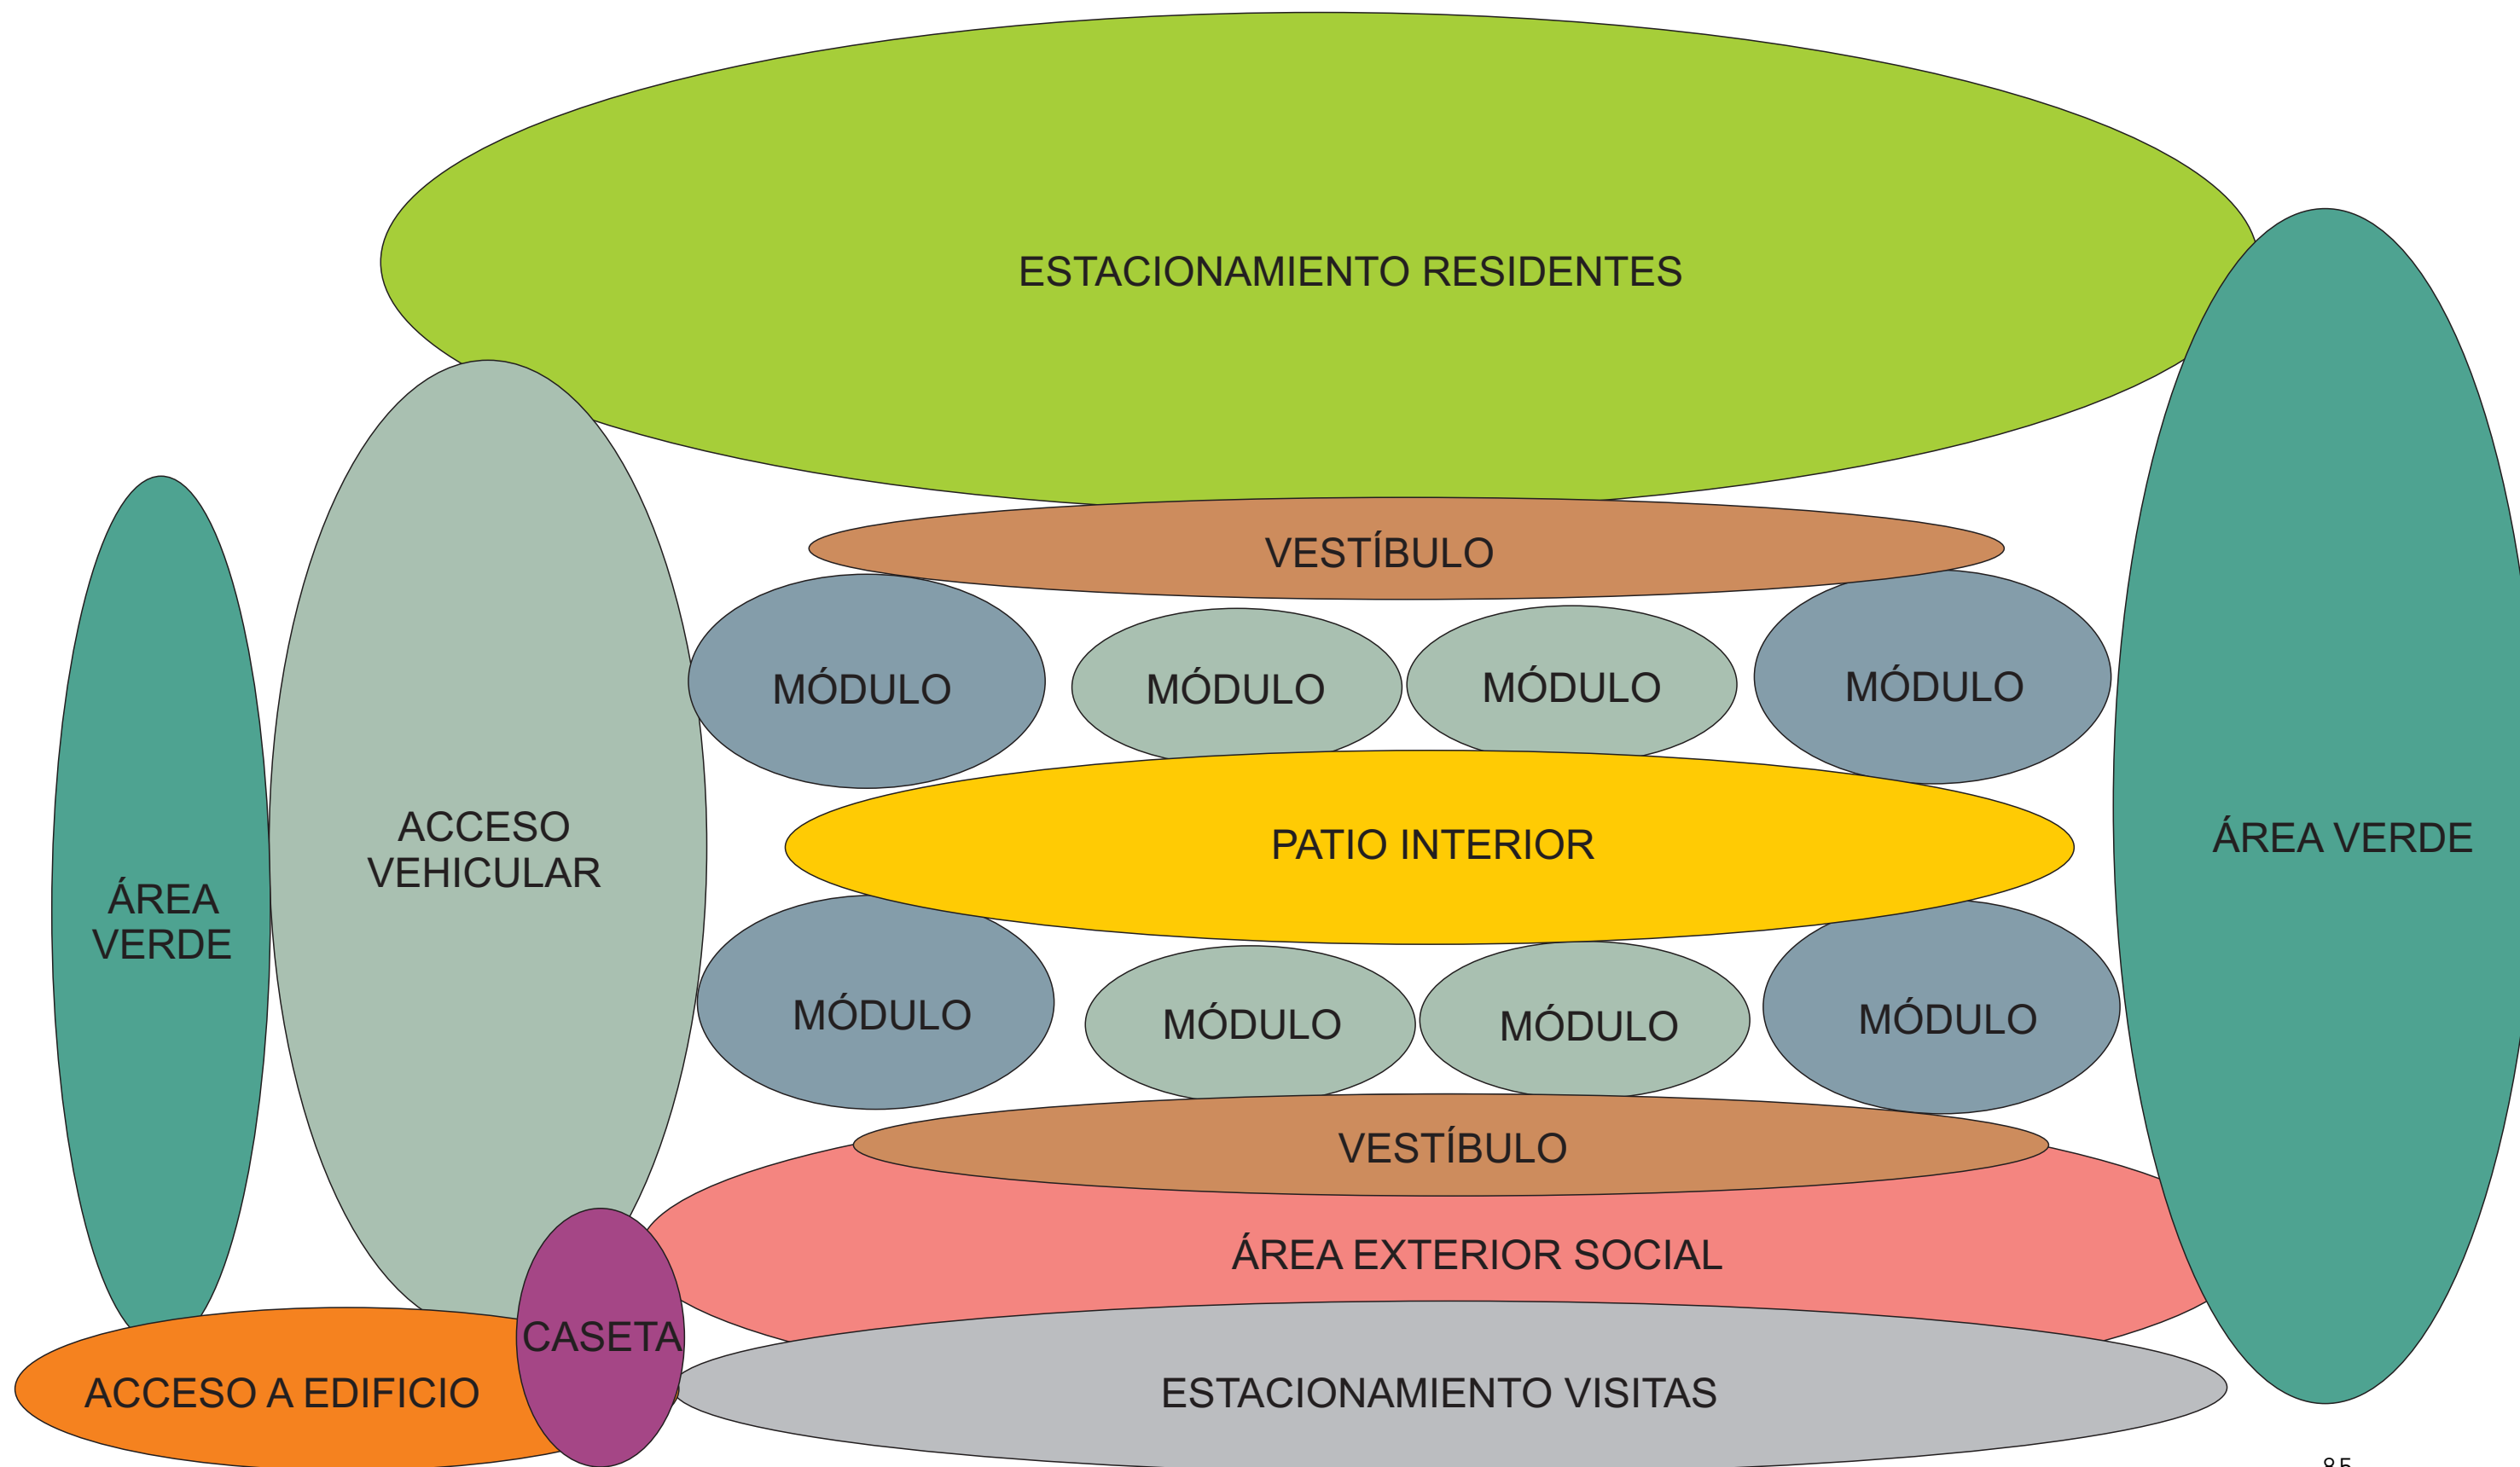 ESTACIONAMIENTO RESIDENTES
VESTÍBULO
MÓDULO
MÓDULO
MÓDULO
MÓDULO
ACCESO
VEHICULAR
PATIO INTERIOR
ÁREA VERDE
ÁREA
VERDE
MÓDULO
MÓDULO
MÓDULO
MÓDULO
VESTÍBULO
ÁREA EXTERIOR SOCIAL
CASETA
ACCESO A EDIFICIO
ESTACIONAMIENTO VISITAS
85